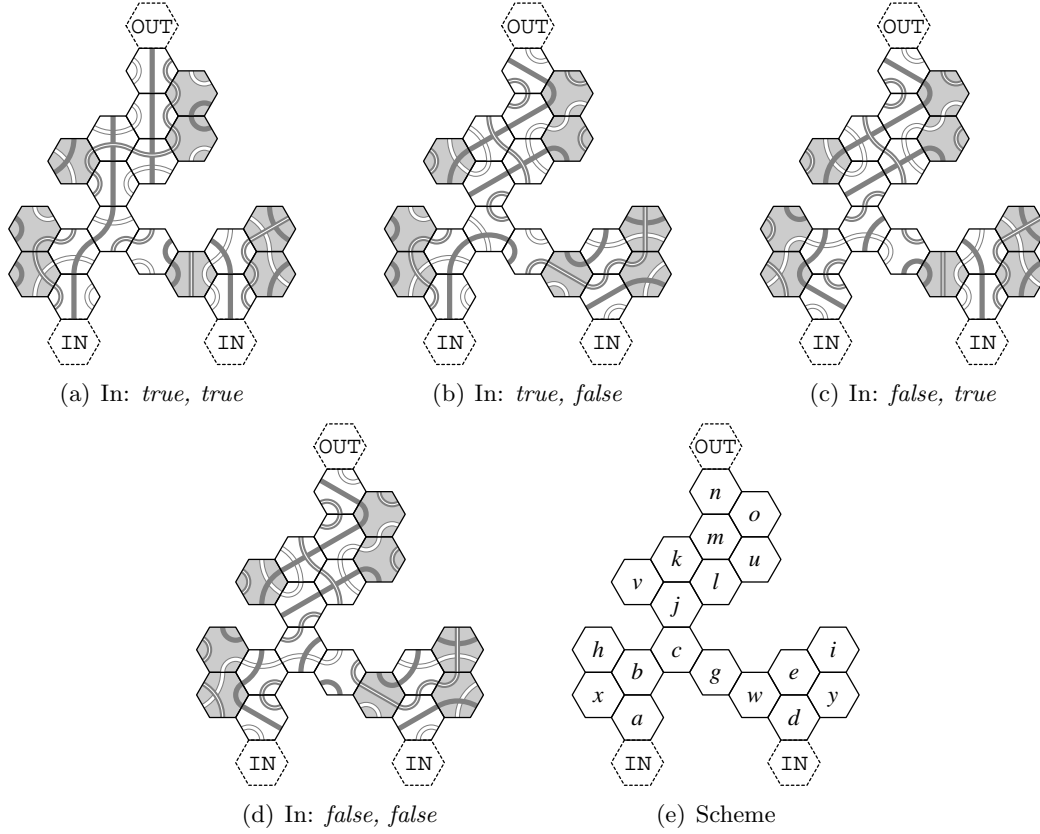 OUT OUT OUT
IN IN IN IN IN IN
(a) In: true, true (b) In: true, false (c) In: false, true
OUT OUT
n
o
m
k u
v l
j
h c i
b g e
x w y
a d
IN IN IN IN
(d) In: false, false (e) Scheme